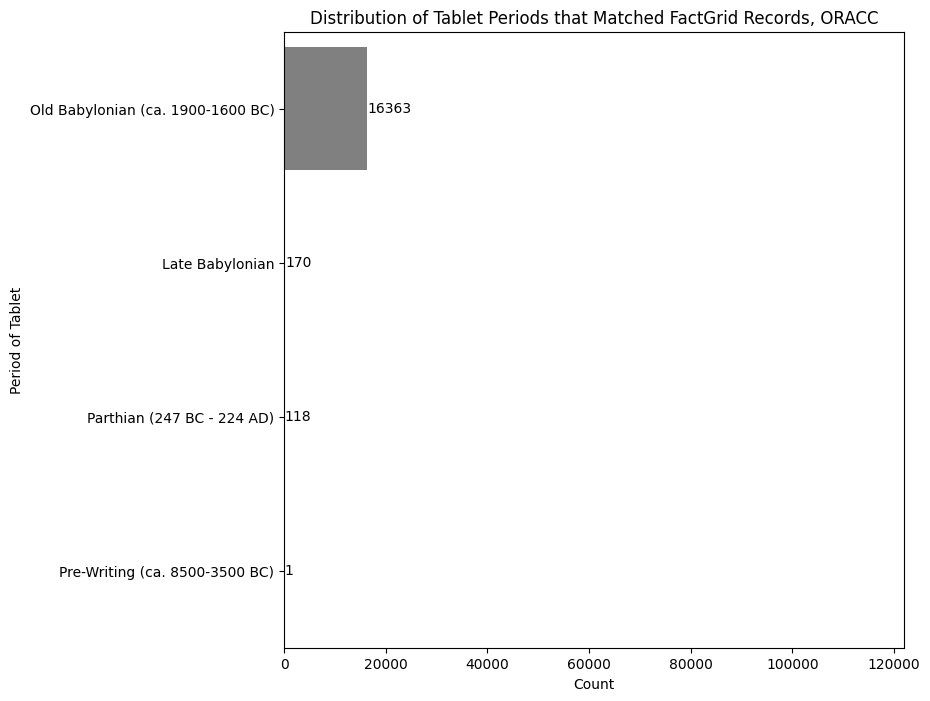 Distribution of Tablet Periods that Matched FactGrid Records, ORACC
Old Babylonian (ca. 1900-1600 BC)
16363
Late Babylonian
170
Parthian (247 BC - 224 AD)
118
Pre-Writing (ca. 8500-3500 BC)
1
Period of Tablet
0 20000 40000 60000 80000 100000 120000
Count